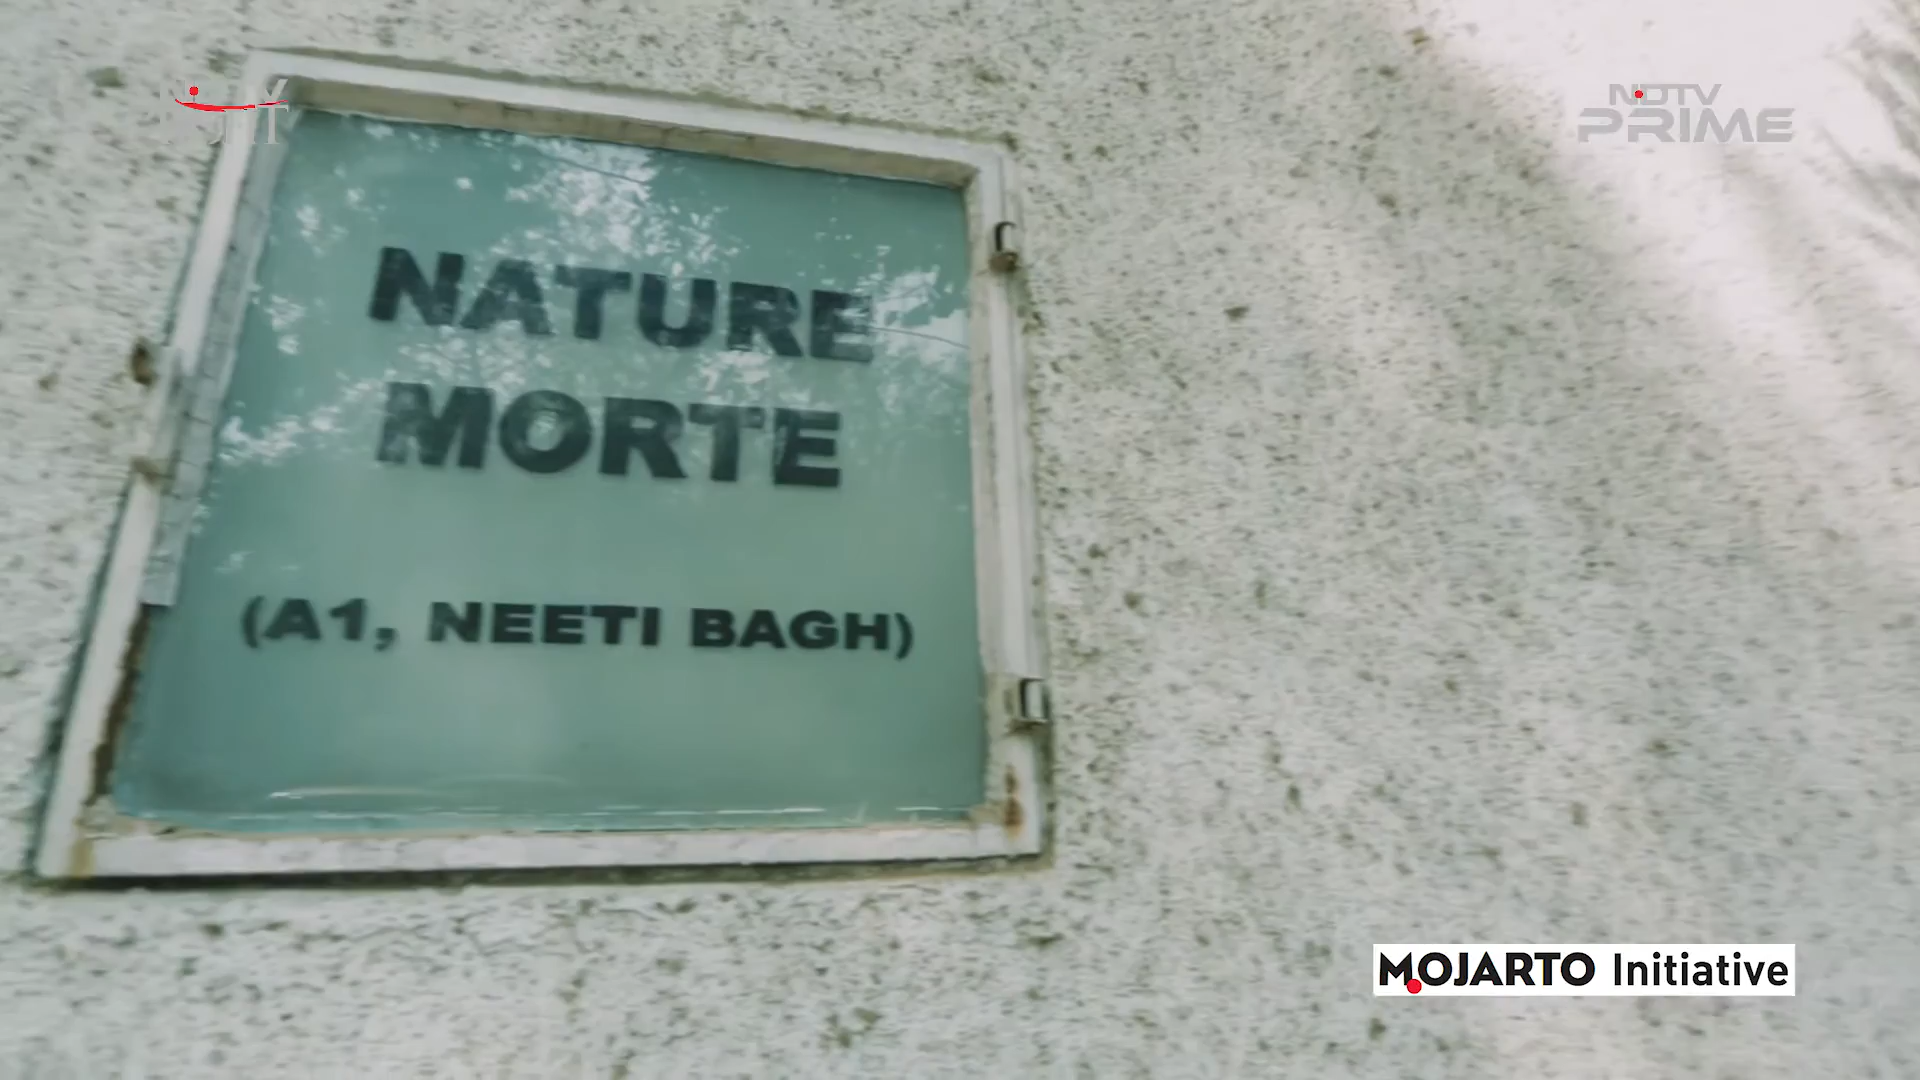 NDTV
PRIME
NATURE
MORTE
(A1, NEETI BAGH)
MOJARTO Initiative